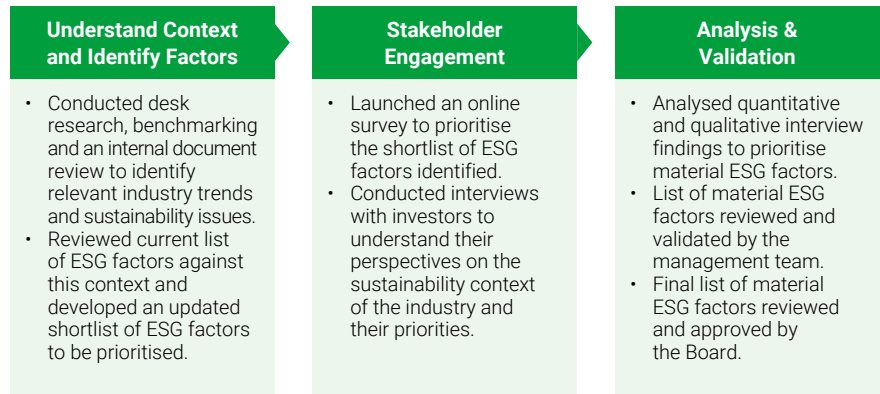 Understand Context
and Identify Factors
• Conducted desk
research, benchmarking
and an internal document
review to identify
relevant industry trends
and sustainability issues.
• Reviewed current list
of ESG factors against
this context and
developed an updated
shortlist of ESG factors
to be prioritised.
Stakeholder
Engagement
• Launched an online
survey to prioritise
the shortlist of ESG
factors identified.
• Conducted interviews
with investors to
understand their
perspectives on the
sustainability context
of the industry and
their priorities.
Analysis &
Validation
• Analysed quantitative
and qualitative interview
findings to prioritise
material ESG factors.
• List of material ESG
factors reviewed and
validated by the
management team.
• Final list of material
ESG factors reviewed
and approved by
the Board.